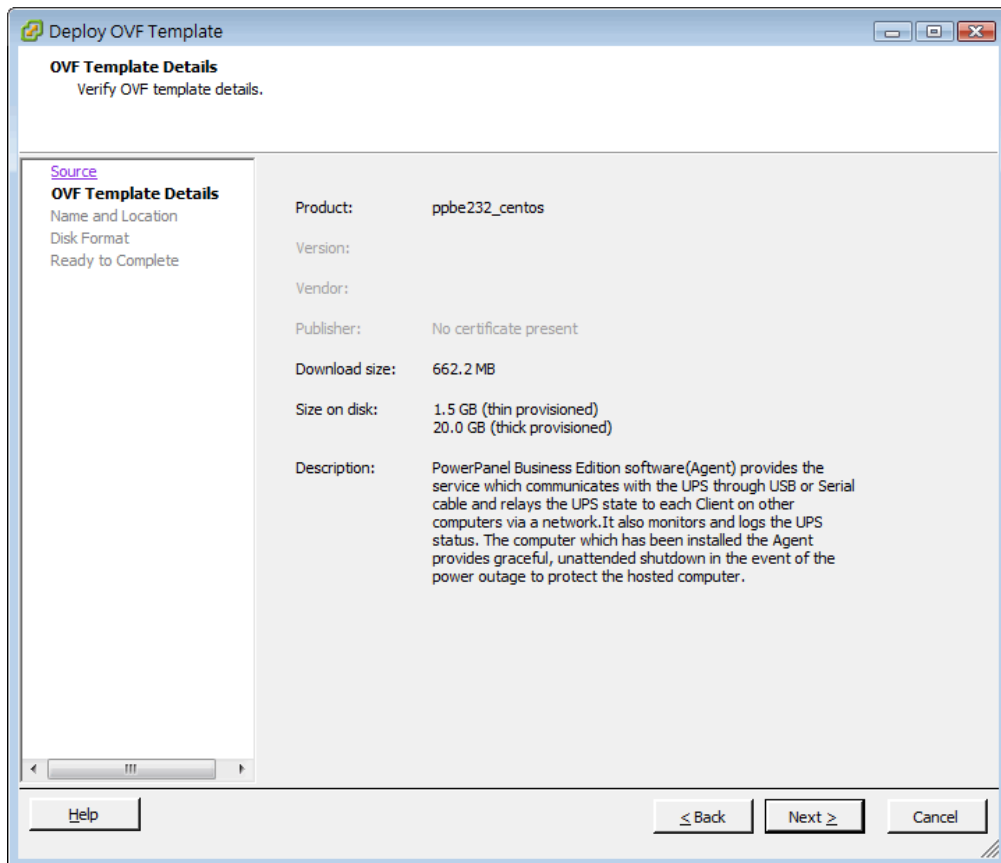 Deploy OVF Template
OVF Template Details
Verify OVF template details.
Source
OVF Template Details
Name and Location
Disk Format
Ready to Complete
Product: ppbe232_centos
Version:
Vendor:
Publisher: No certificate present
Download size: 662.2 MB
Size on disk: 1.5 GB (thin provisioned)
20.0 GB (thick provisioned)
Description: PowerPanel Business Edition software(Agent) provides the
service which communicates with the UPS through USB or Serial
cable and relays the UPS state to each Client on other
computers via a network.It also monitors and logs the UPS
status. The computer which has been installed the Agent
provides graceful, unattended shutdown in the event of the
power outage to protect the hosted computer.
Help
< Back
Next >
Cancel